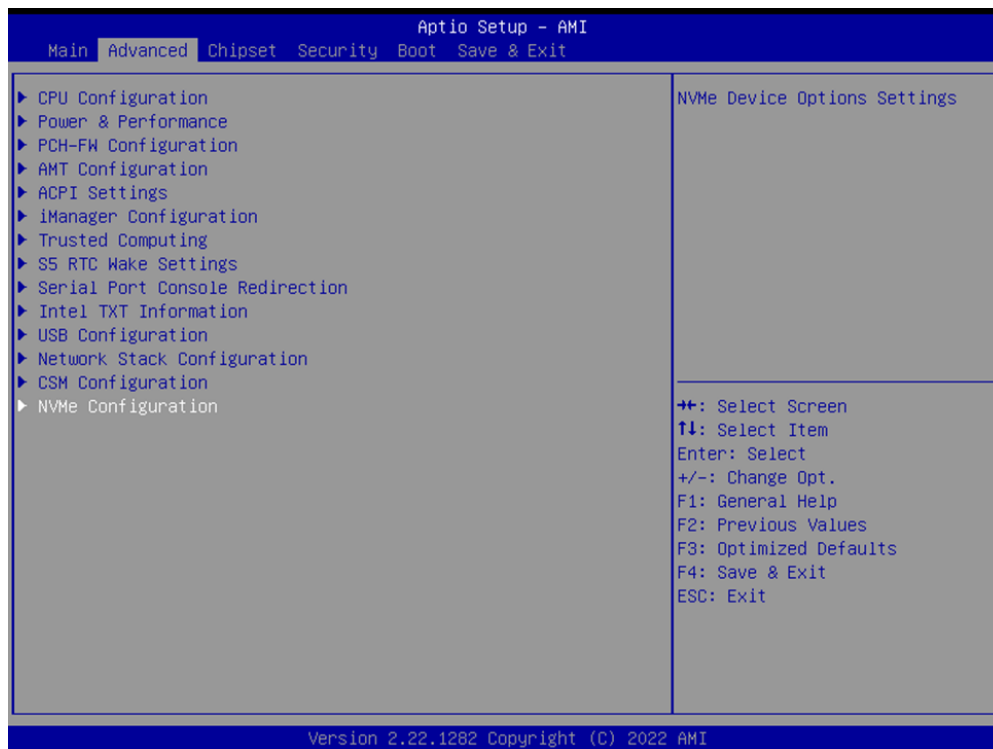 Aptio Setup – AMI
Main Advanced Chipset Security Boot Save & Exit
▶ CPU Configuration
▶ Power & Performance
▶ PCH-FW Configuration
▶ AMT Configuration
▶ ACPI Settings
▶ iManager Configuration
▶ Trusted Computing
▶ S5 RTC Wake Settings
▶ Serial Port Console Redirection
▶ Intel TXT Information
▶ USB Configuration
▶ Network Stack Configuration
▶ CSM Configuration
▶ NVMe Configuration
NVMe Device Options Settings
→←: Select Screen
↑↓: Select Item
Enter: Select
+/-: Change Opt.
F1: General Help
F2: Previous Values
F3: Optimized Defaults
F4: Save & Exit
ESC: Exit
Version 2.22.1282 Copyright (C) 2022 AMI